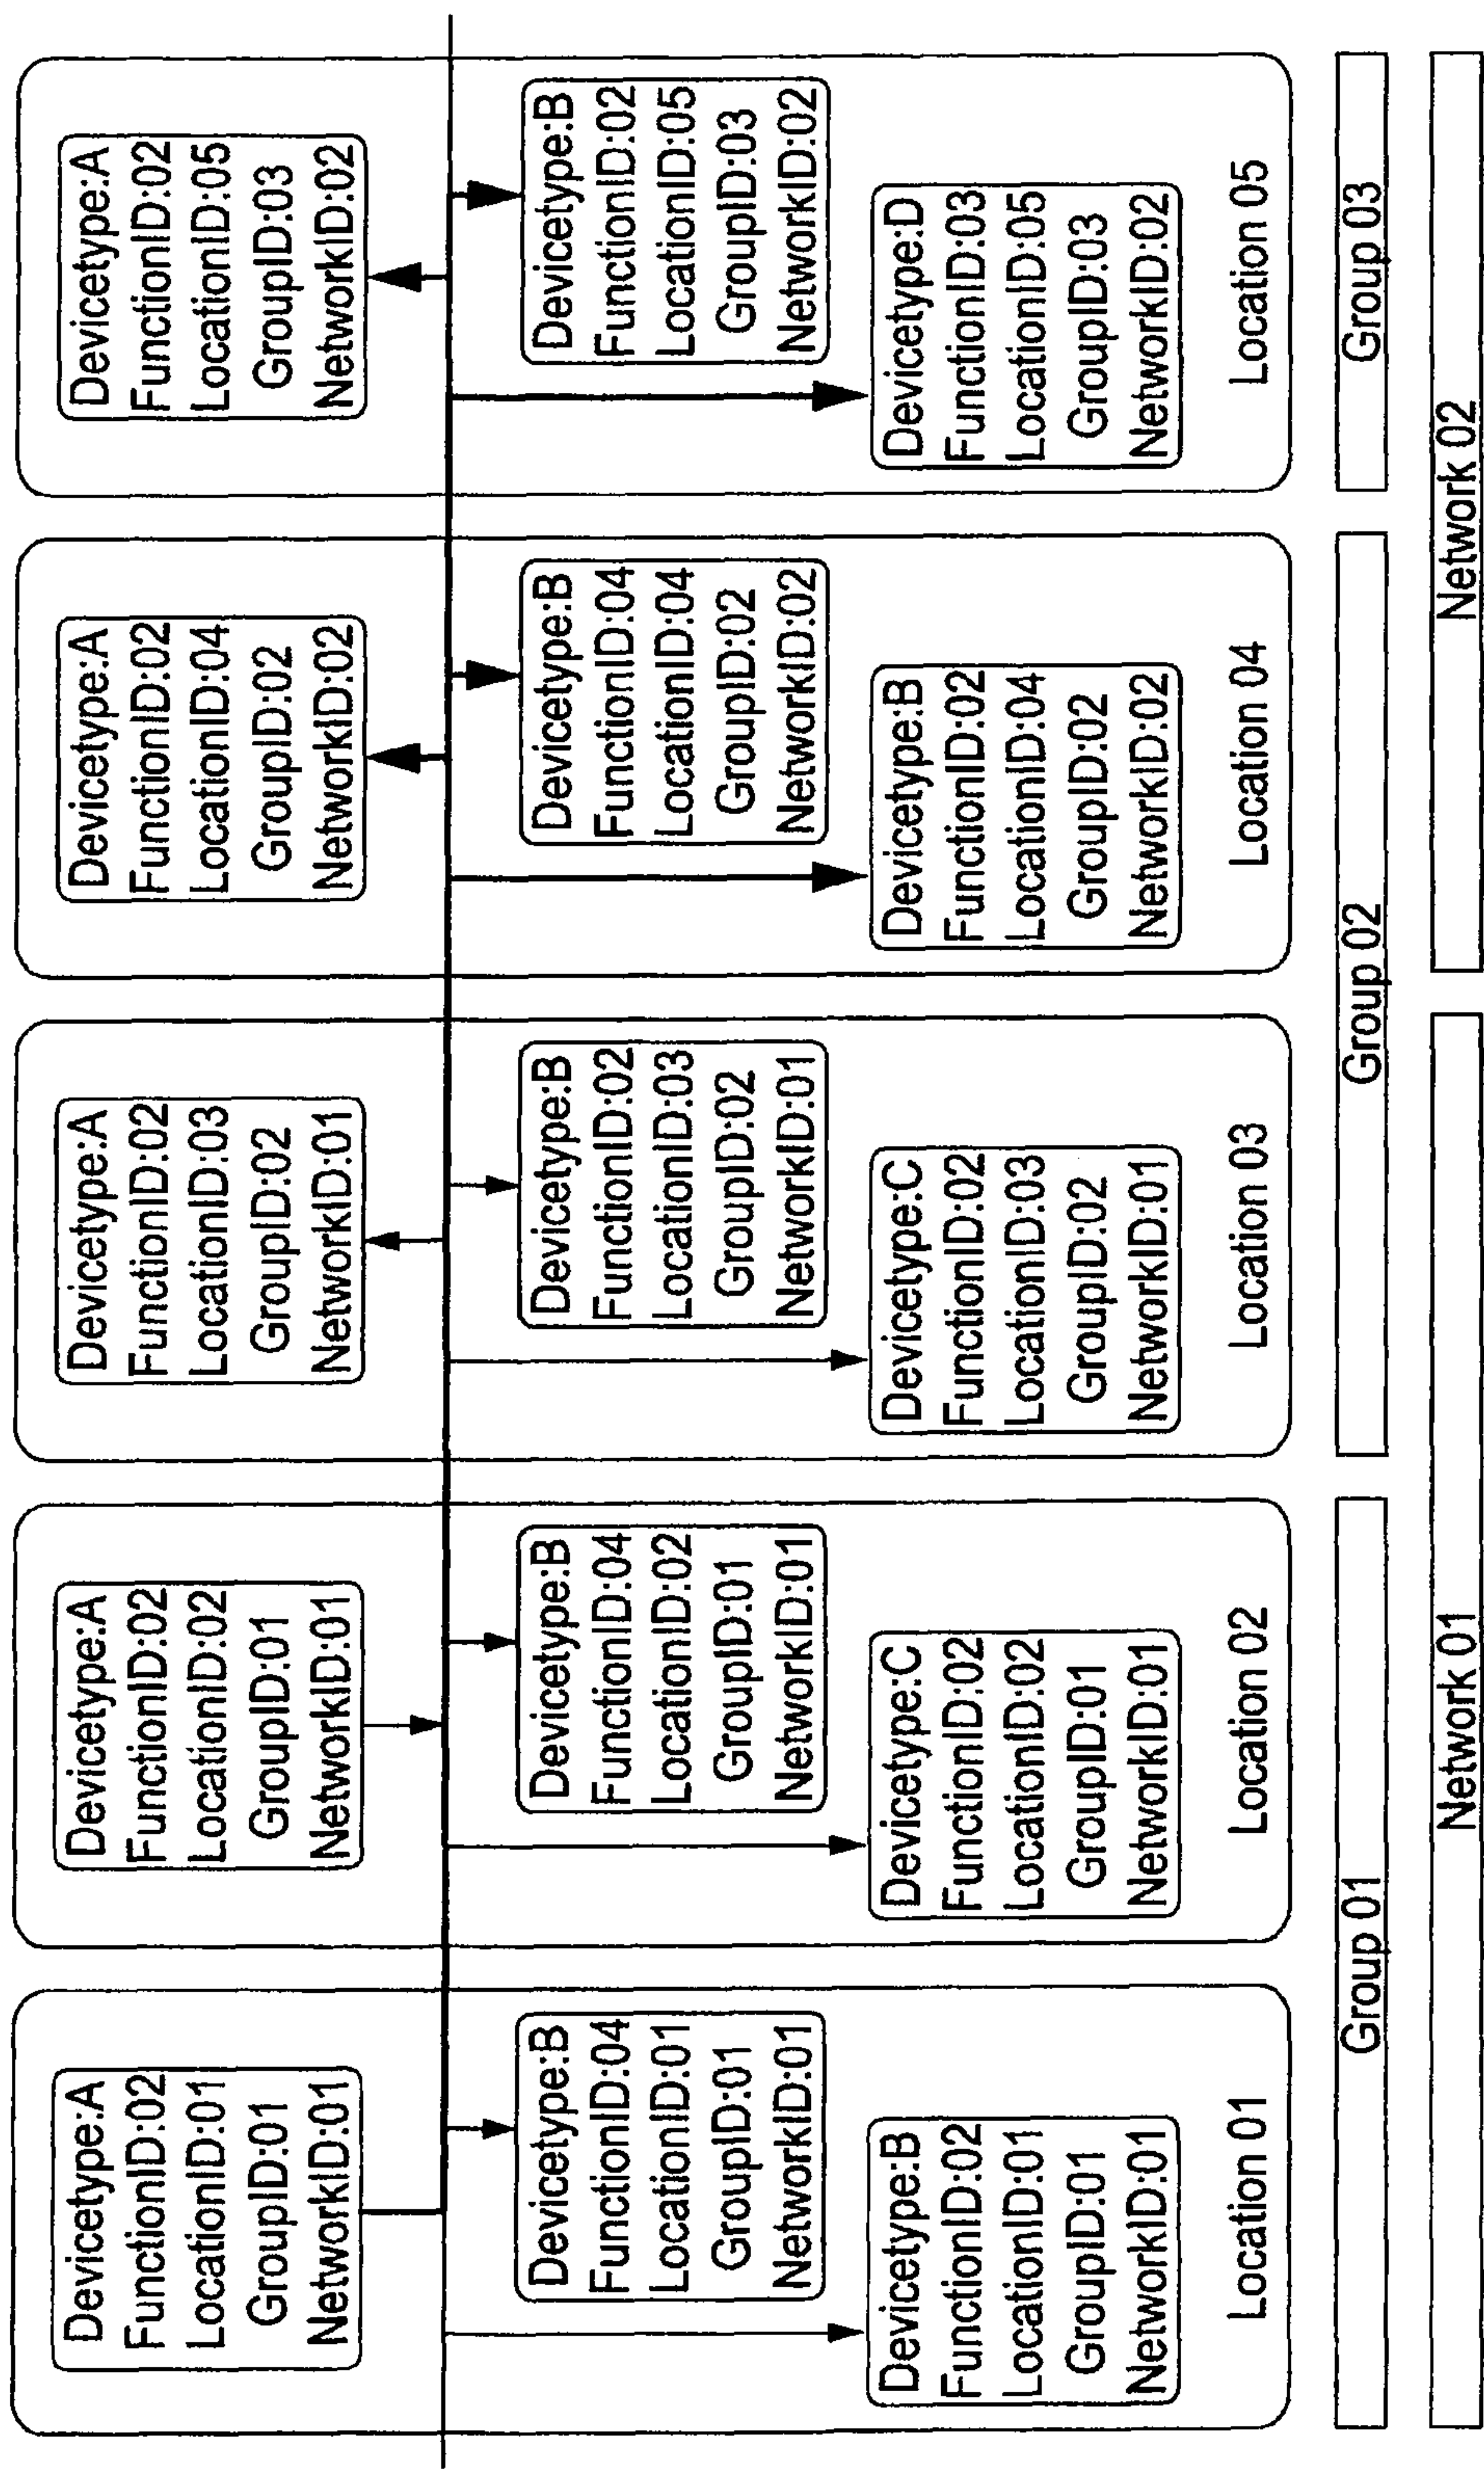 Devicetype:A
FunctionID:02
LocationID:01
GroupID:01
NetworkID:01
Devicetype:B
FunctionID:04
LocationID:01
GroupID:01
NetworkID:01
Devicetype:B
FunctionID:02
LocationID:01
GroupID:01
NetworkID:01
Location 01
Devicetype:A
FunctionID:02
LocationID:02
GroupID:01
NetworkID:01
Devicetype:B
FunctionID:04
LocationID:02
GroupID:01
NetworkID:01
Devicetype:C
FunctionID:02
LocationID:02
GroupID:01
NetworkID:01
Location 02
Devicetype:A
FunctionID:02
LocationID:03
GroupID:02
NetworkID:01
Devicetype:B
FunctionID:02
LocationID:03
GroupID:02
NetworkID:01
Devicetype:C
FunctionID:02
LocationID:03
GroupID:02
NetworkID:01
Location 03
Devicetype:A
FunctionID:02
LocationID:04
GroupID:02
NetworkID:02
Devicetype:B
FunctionID:04
LocationID:04
GroupID:02
NetworkID:02
Devicetype:B
FunctionID:02
LocationID:04
GroupID:02
NetworkID:02
Location 04
Devicetype:A
FunctionID:02
LocationID:05
GroupID:03
NetworkID:02
Devicetype:B
FunctionID:02
LocationID:05
GroupID:03
NetworkID:02
Devicetype:D
FunctionID:03
LocationID:05
GroupID:03
NetworkID:02
Location 05
Group 01
Group 02
Group 03
Network 01
Network 02